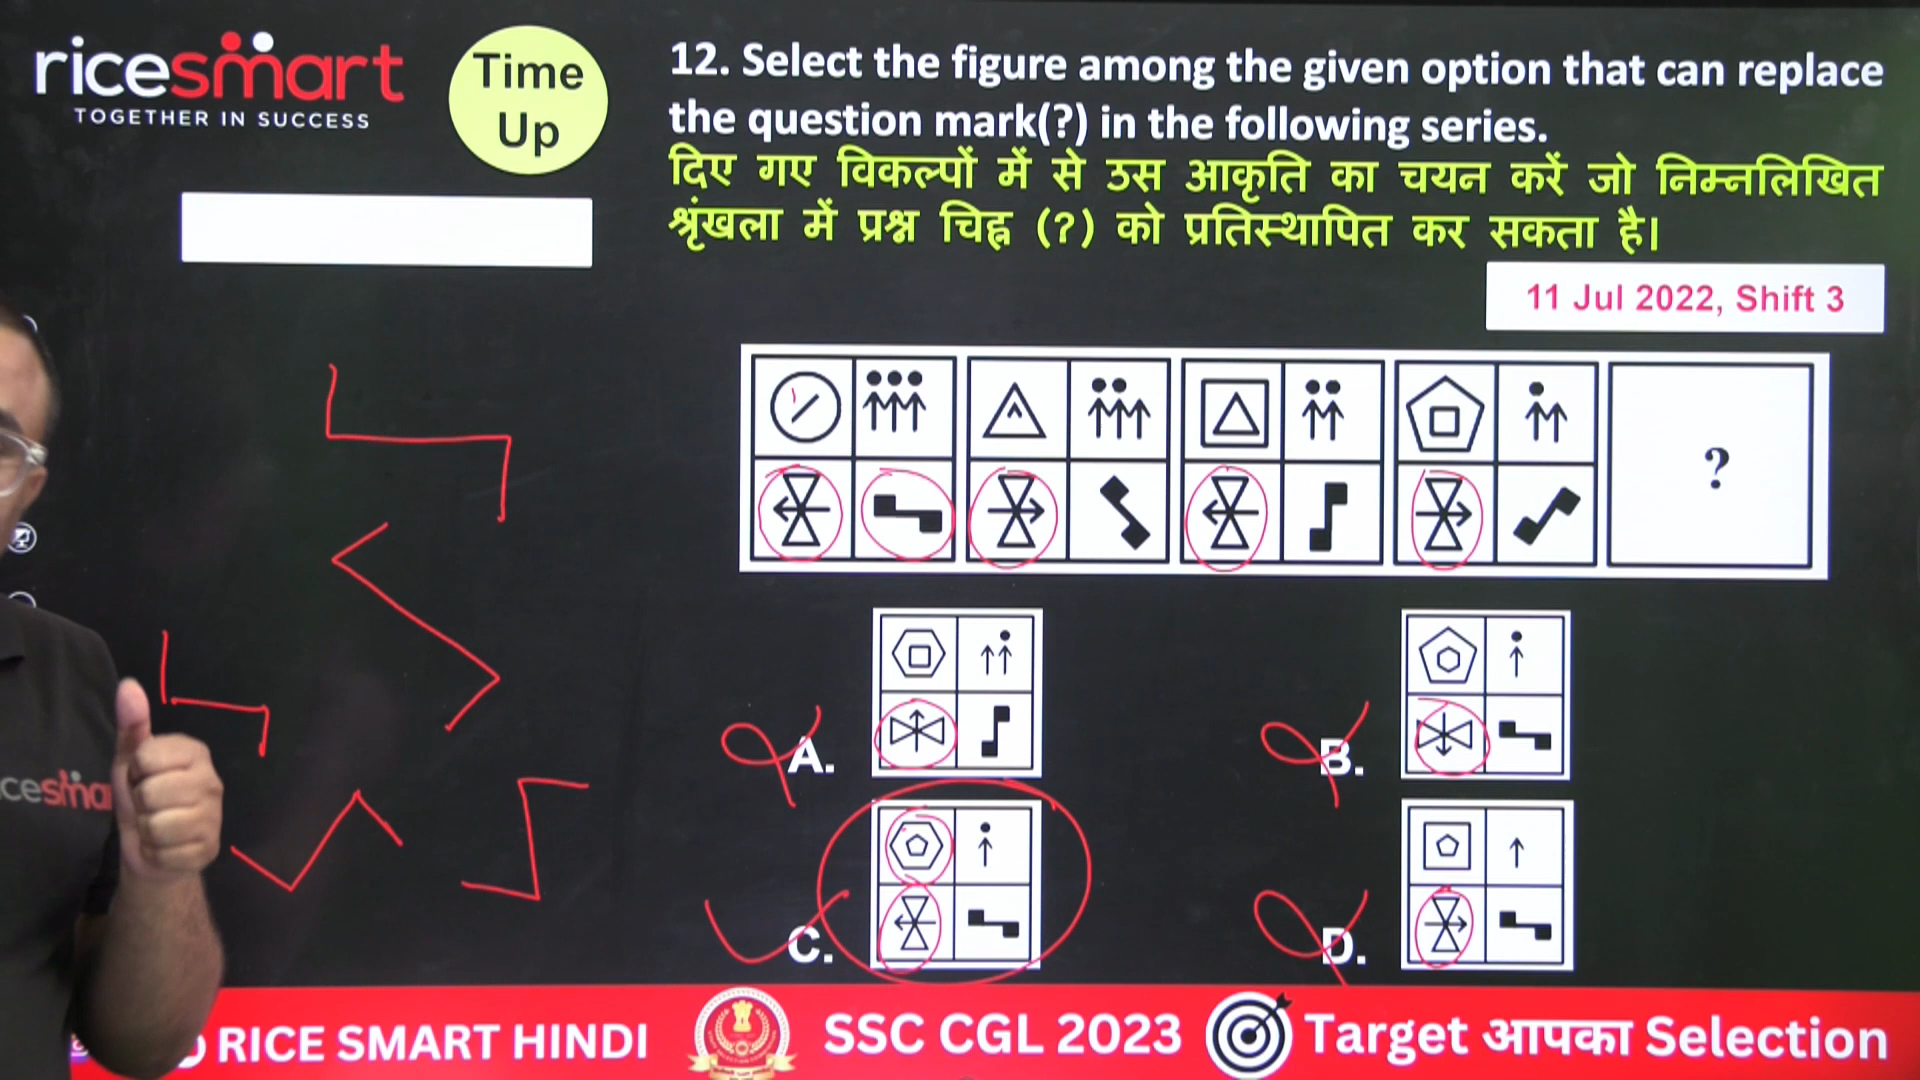 ricesmart
TOGETHER IN SUCCESS
Time
Up
12. Select the figure among the given option that can replace
the question mark(?) in the following series.
दिए गए विकल्पों में से उस आकृति का चयन करें जो निम्नलिखित
श्रृंखला में प्रश्न चिह्न (?) को प्रतिस्थापित कर सकता है।
11 Jul 2022, Shift 3
?
A.
B.
C.
D.
RICE SMART HINDI
SSC CGL 2023
Target आपका Selection